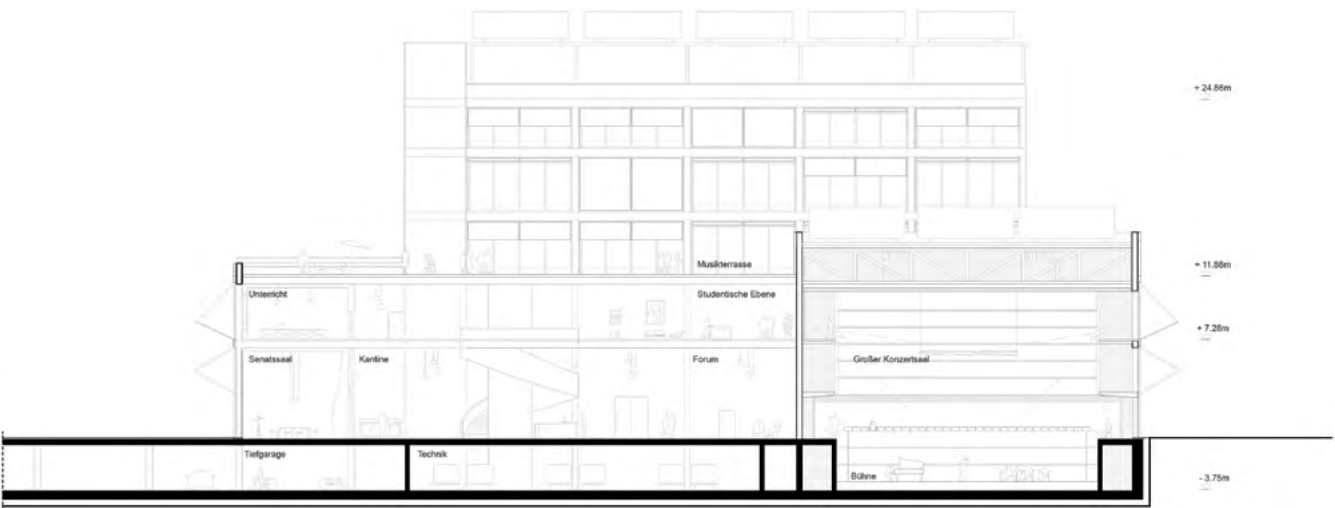 + 24.86m
Musikterrasse
+ 11.88m
Unterricht
Studentische Ebene
+ 7.28m
Senatssaal
Kantine
Forum
Großer Konzertsaal
Tiefgarage
Technik
Bühne
- 3.75m